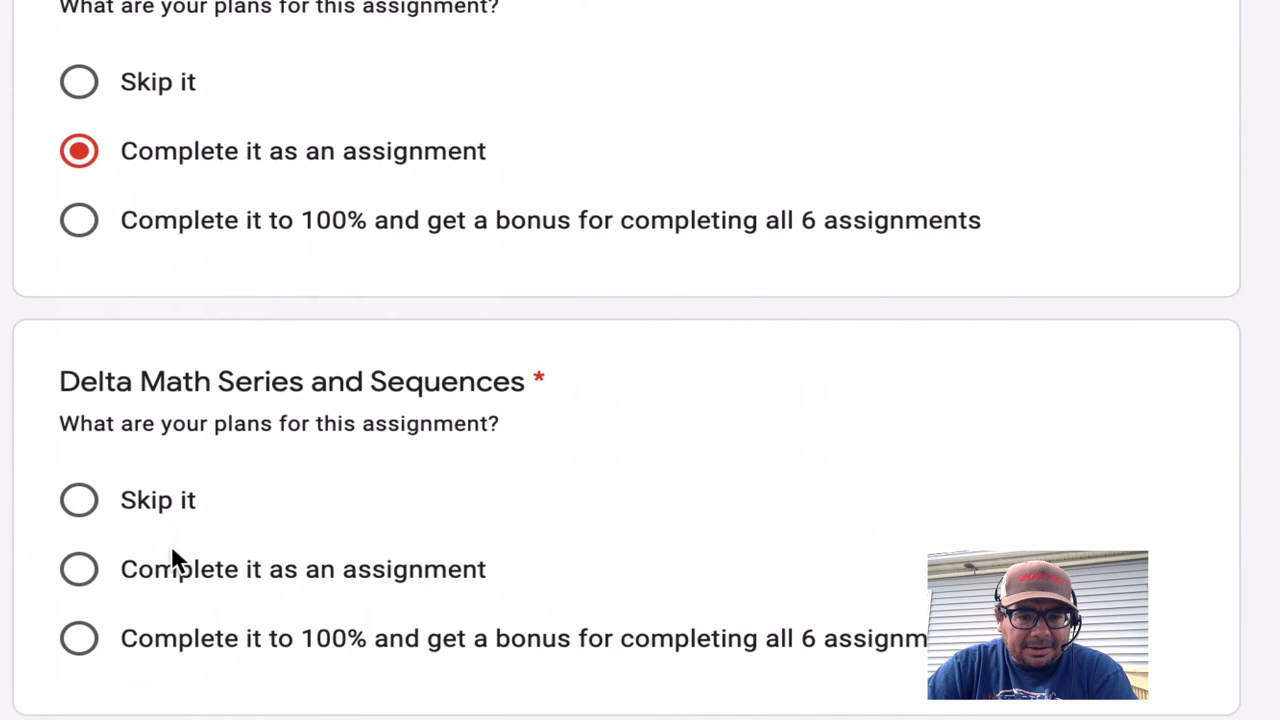 What are your plans for this assignment?
Skip it
Complete it as an assignment
Complete it to 100% and get a bonus for completing all 6 assignments
Delta Math Series and Sequences *
What are your plans for this assignment?
Skip it
Complete it as an assignment
Complete it to 100% and get a bonus for completing all 6 assignm